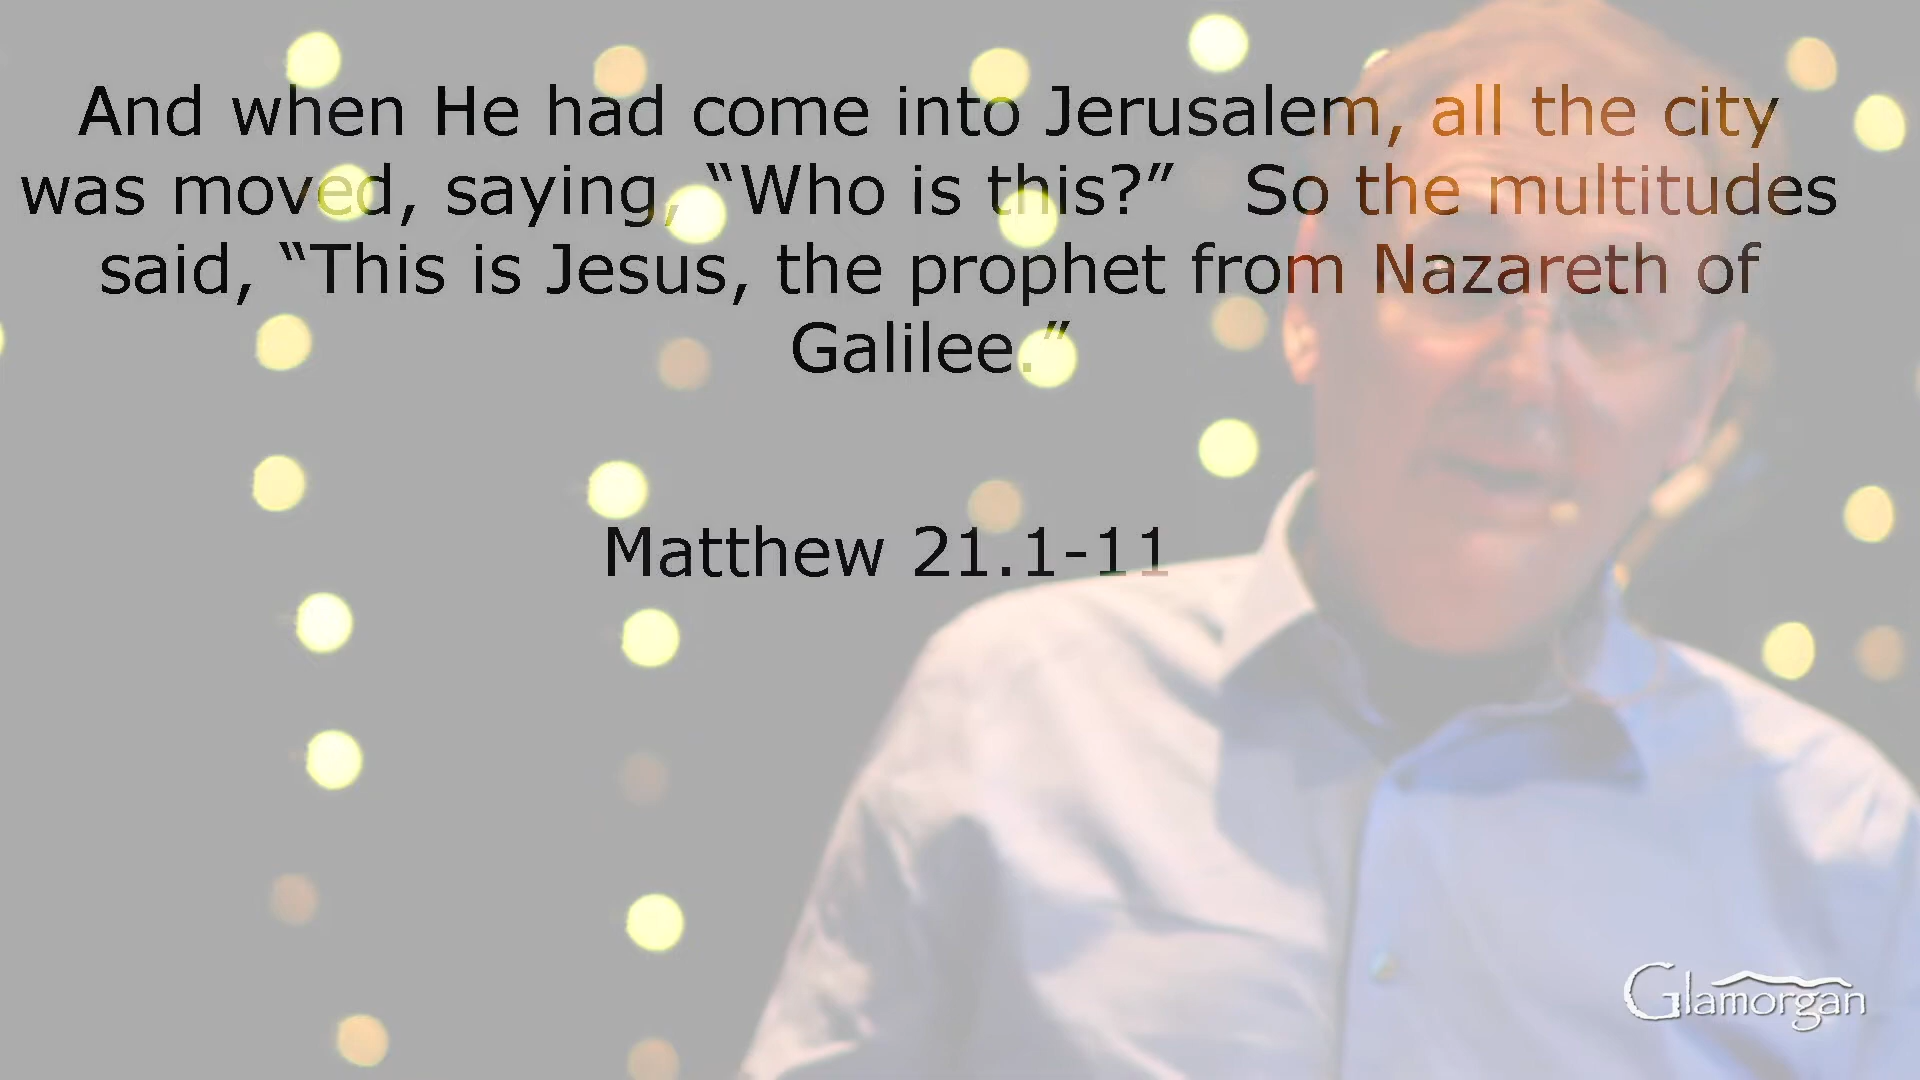 And when He had come into Jerusalem, all the city
was moved, saying, “Who is this?”   So the multitudes
said, “This is Jesus, the prophet from Nazareth of
Galilee.”
Matthew 21.1-11
Glamorgan